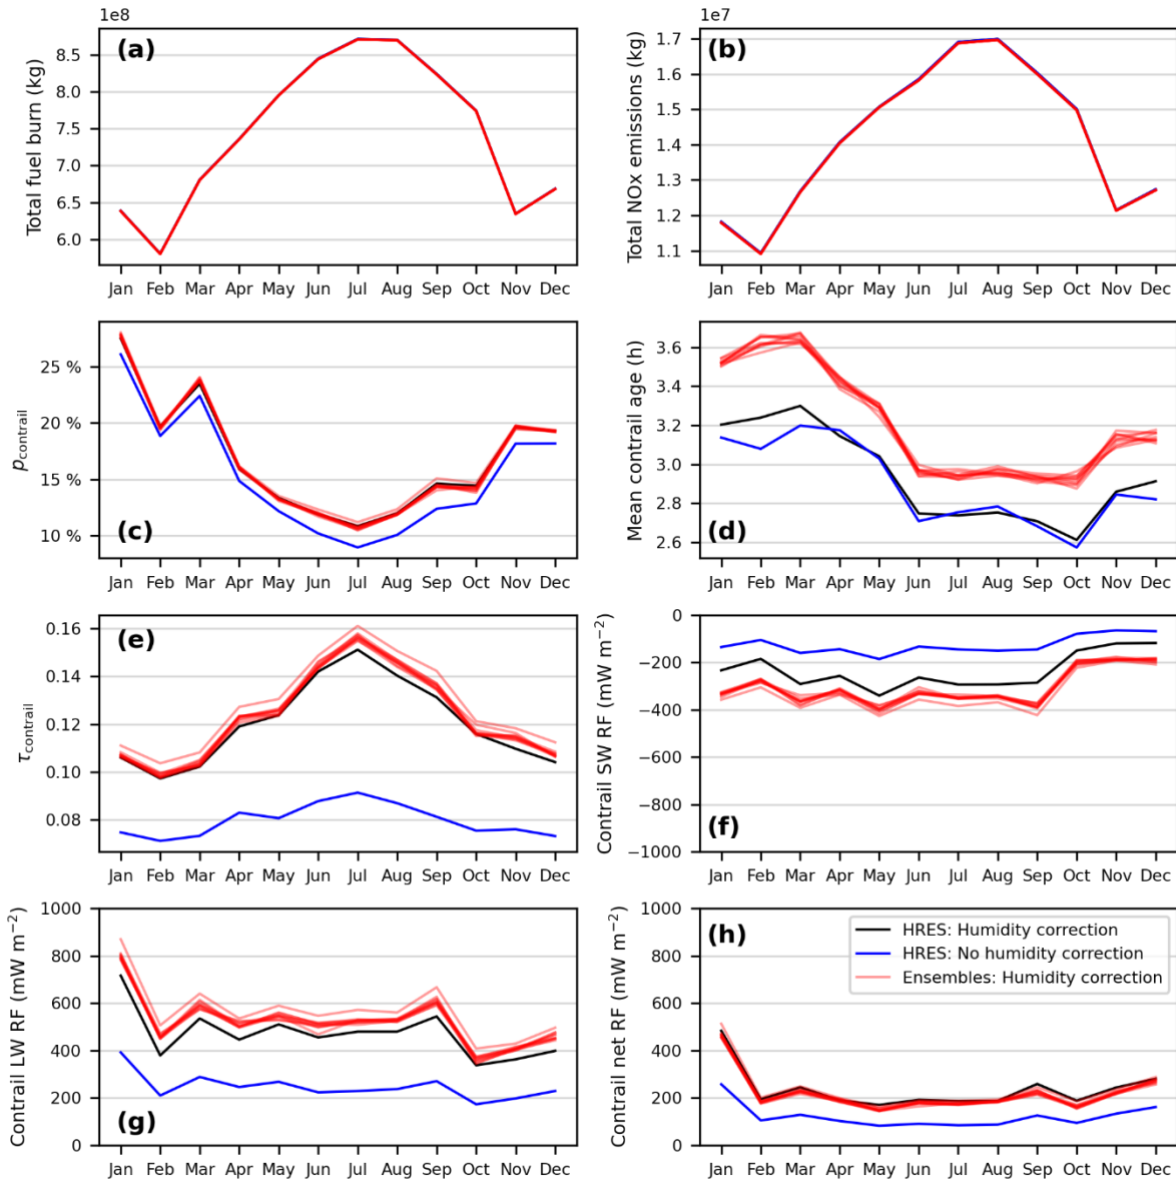 1e8
(a)
Total fuel burn (kg)
8.5
8.0
7.5
7.0
6.5
6.0
Jan Feb Mar Apr May Jun Jul Aug Sep Oct Nov Dec
1e7
(b)
Total NOx emissions (kg)
1.7
1.6
1.5
1.4
1.3
1.2
1.1
Jan Feb Mar Apr May Jun Jul Aug Sep Oct Nov Dec
(c)
p_contrail
25 %
20 %
15 %
10 %
Jan Feb Mar Apr May Jun Jul Aug Sep Oct Nov Dec
(d)
Mean contrail age (h)
3.6
3.4
3.2
3.0
2.8
2.6
Jan Feb Mar Apr May Jun Jul Aug Sep Oct Nov Dec
(e)
τ_contrail
0.16
0.14
0.12
0.10
0.08
Jan Feb Mar Apr May Jun Jul Aug Sep Oct Nov Dec
(f)
Contrail SW RF (mW m⁻²)
0
−200
−400
−600
−800
−1000
Jan Feb Mar Apr May Jun Jul Aug Sep Oct Nov Dec
(g)
Contrail LW RF (mW m⁻²)
1000
800
600
400
200
0
Jan Feb Mar Apr May Jun Jul Aug Sep Oct Nov Dec
(h)
Contrail net RF (mW m⁻²)
1000
800
600
400
200
0
HRES: Humidity correction
HRES: No humidity correction
Ensembles: Humidity correction
Jan Feb Mar Apr May Jun Jul Aug Sep Oct Nov Dec